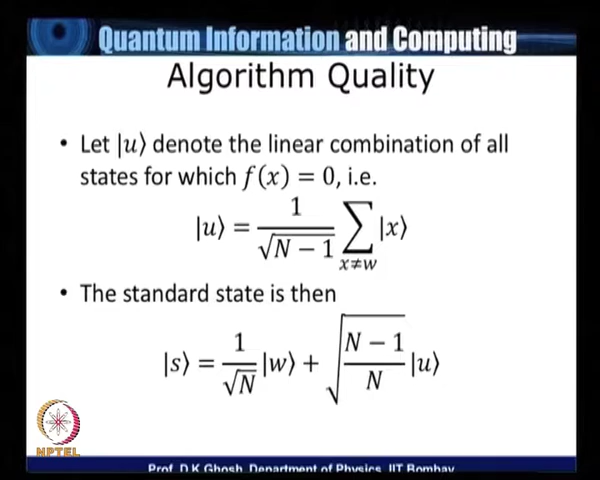 Quantum Information and Computing
Algorithm Quality
• Let |u⟩ denote the linear combination of all
states for which f(x) = 0, i.e.
|u⟩ = 1/√(N − 1) ∑_{x≠w} |x⟩
• The standard state is then
|s⟩ = 1/√N |w⟩ + √((N − 1)/N) |u⟩
NPTEL
Prof. D.K Ghosh, Department of Physics, IIT Bombay